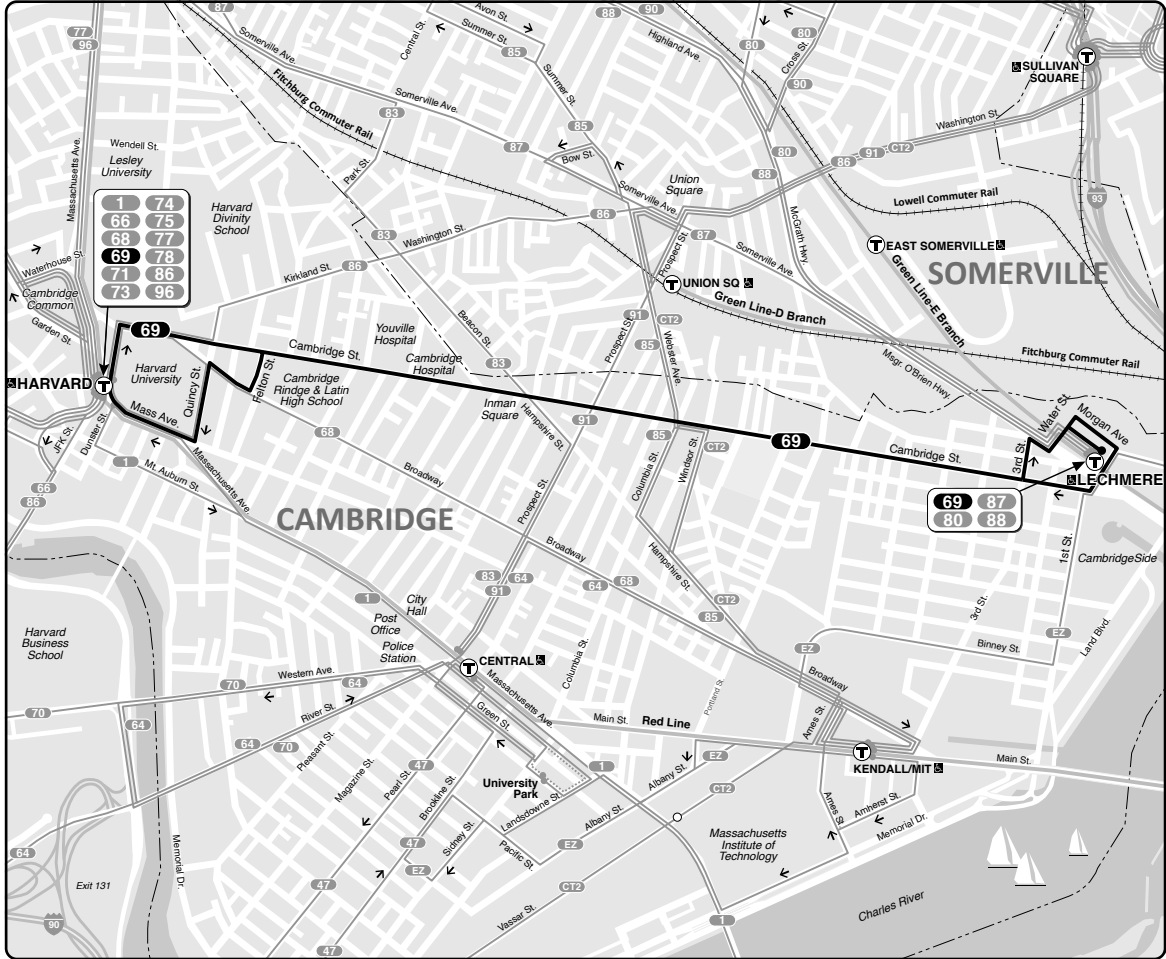 87
Avon St.
88
90
77
96
Central St.
Summer St.
85
Highland Ave.
80
80
Cross St.
Somerville Ave.
SULLIVAN
SQUARE
Fitchburg Commuter Rail
Summer St.
90
Somerville Ave.
83
85
Washington St.
Massachusetts Ave.
Wendell St.
Lesley
University
87
Bow St.
80
86
91
CT2
Park St.
Union
Square
88
93
1 74
66 75
68 77
69 78
71 86
73 96
Harvard
Divinity
School
Somerville Ave.
Lowell Commuter Rail
86
McGrath Hwy.
83
Washington St.
87
Prospect St.
Somerville Ave.
EAST SOMERVILLE
Waterhouse St.
Kirkland St.
86
SOMERVILLE
UNION SQ
Green Line-E Branch
Cambridge
Common
Green Line-D Branch
Beacon St.
91
CT2
Garden St.
69
Youville
Hospital
Prospect St.
85
Webster Ave.
Cambridge St.
Fitchburg Commuter Rail
Cambridge
Hospital
83
Msgr. O'Brien Hwy.
HARVARD
Harvard
University
Quincy St.
Felton St.
Cambridge
Rindge & Latin
High School
Inman
Square
Hampshire St.
Water St.
Morgan Ave
Mass Ave.
91
JFK St.
Dunster St.
68
85
69
CT2
Cambridge St.
3rd St.
1
Mt. Auburn St.
Massachusetts Ave.
Broadway
Columbia St.
Windsor St.
LECHMERE
66
86
69 87
80 88
Prospect St.
CAMBRIDGE
Broadway
Hampshire St.
1st St.
CambridgeSide
83
64
91
64
68
1
City
Hall
CT2
3rd St.
Post
Office
85
Harvard
Business
School
Police
Station
Columbia St.
EZ
Land Blvd.
EZ
Binney St.
CENTRAL
Western Ave.
64
70
Broadway
Massachusetts Ave.
Portland St.
70
River St.
Green St.
Ames St.
64
Main St.
Red Line
64
70
Pleasant St.
EZ
Main St.
Magazine St.
47
Pearl St.
1
KENDALL/MIT
Albany St.
University
Park
Brookline St.
CT2
Landsdowne St.
Ames St.
Amherst St.
Albany St.
Memorial Dr.
Sidney St.
47
Massachusetts
Institute of
Technology
64
EZ
Pacific St.
EZ
Memorial Dr.
Exit 131
47
CT2
Charles River
90
Vassar St.
1
47